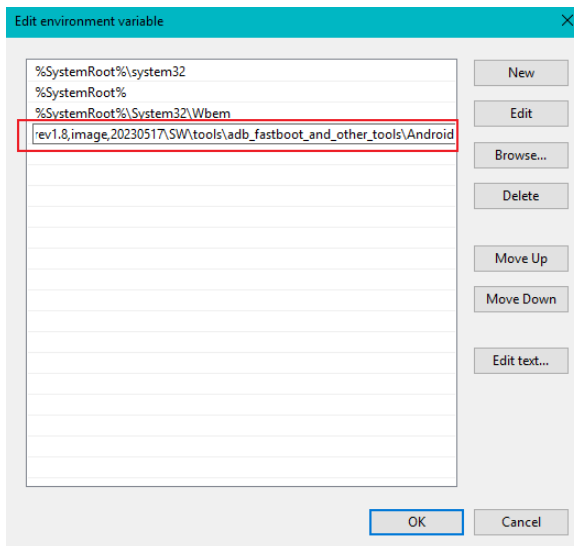 Edit environment variable
%SystemRoot%\system32
%SystemRoot%
%SystemRoot%\System32\Wbem
rev1.8,image,20230517\SW\tools\adb_fastboot_and_other_tools\Android
New
Edit
Browse...
Delete
Move Up
Move Down
Edit text...
OK
Cancel